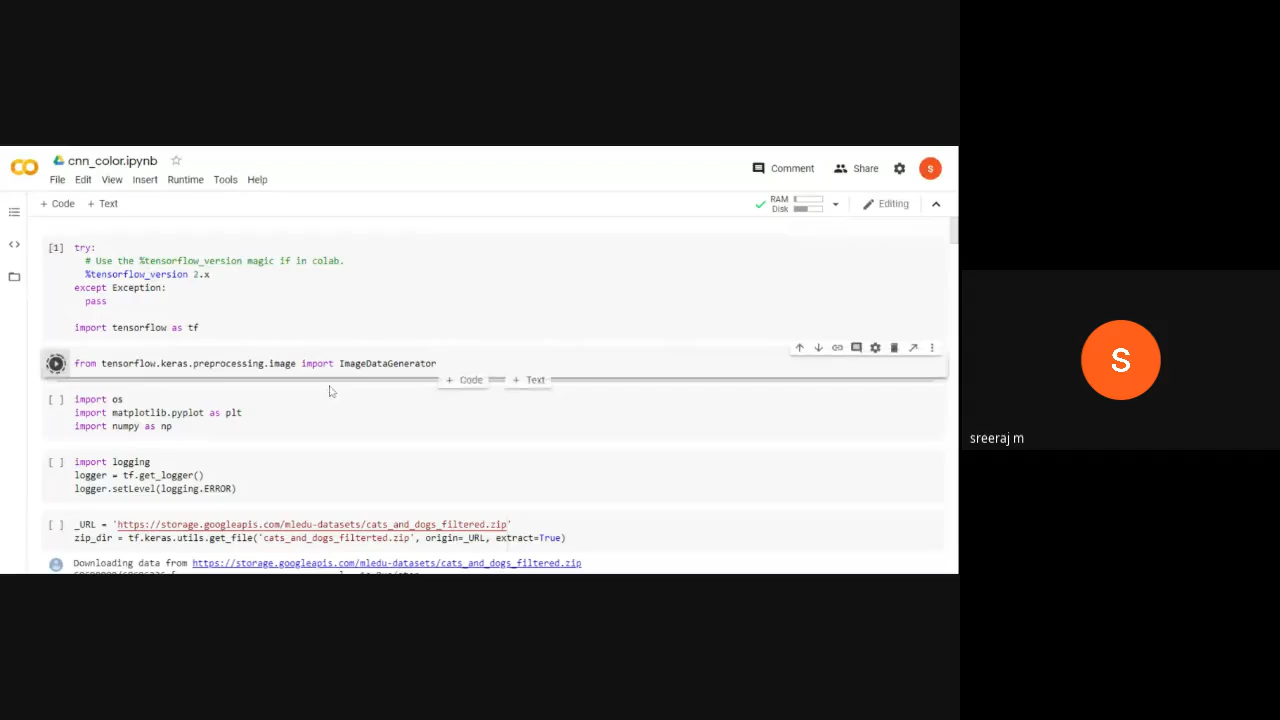 cnn_color.ipynb
File Edit View Insert Runtime Tools Help
Comment Share S
+ Code + Text
RAM
Disk
Editing
[1] try:
# Use the %tensorflow_version magic if in colab.
%tensorflow_version 2.x
except Exception:
pass
import tensorflow as tf
from tensorflow.keras.preprocessing.image import ImageDataGenerator
+ Code + Text
[ ] import os
import matplotlib.pyplot as plt
import numpy as np
[ ] import logging
logger = tf.get_logger()
logger.setLevel(logging.ERROR)
[ ] _URL = 'https://storage.googleapis.com/mledu-datasets/cats_and_dogs_filtered.zip'
zip_dir = tf.keras.utils.get_file('cats_and_dogs_filterted.zip', origin=_URL, extract=True)
Downloading data from https://storage.googleapis.com/mledu-datasets/cats_and_dogs_filtered.zip
S
sreeraj m